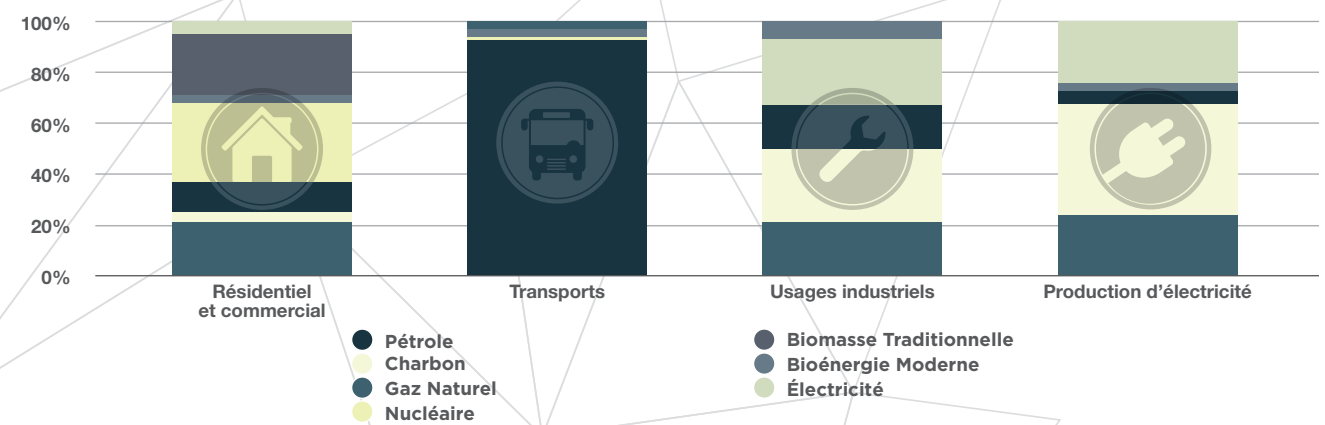 100%
80%
60%
40%
20%
0%
Résidentiel
et commercial
Transports
Usages industriels
Production d’électricité
Pétrole
Charbon
Gaz Naturel
Nucléaire
Biomasse Traditionnelle
Bioénergie Moderne
Électricité